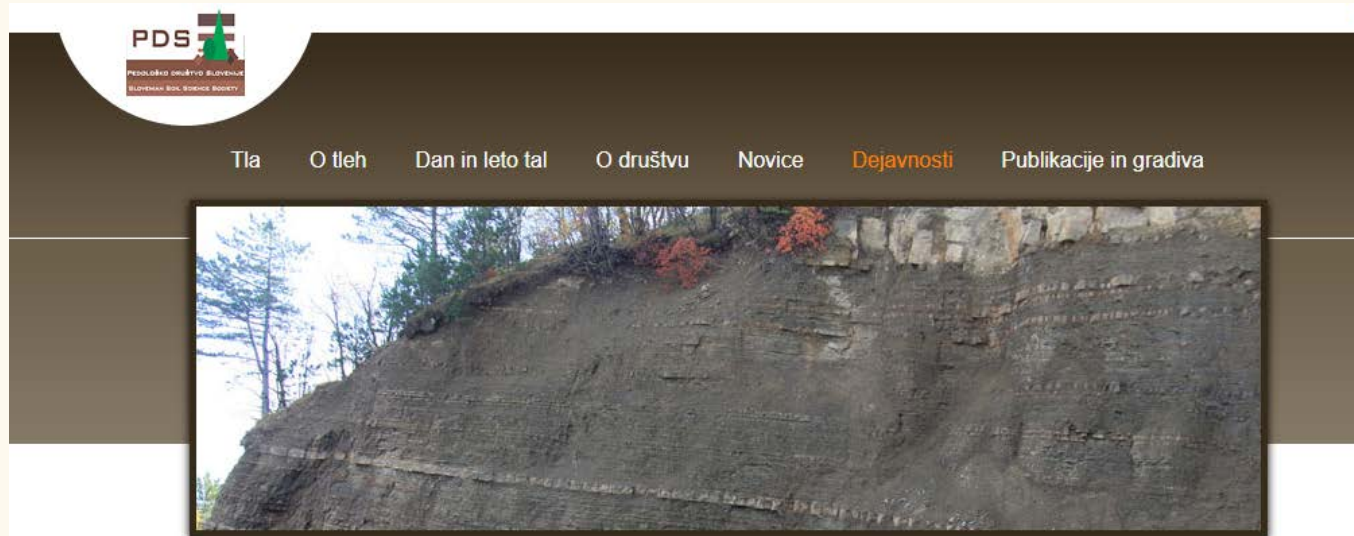 PDS
PEDOLOŠKO DRUŠTVO SLOVENIJE
SLOVENIAN SOIL SCIENCE SOCIETY
Tla O tleh Dan in leto tal O društvu Novice Dejavnosti Publikacije in gradiva